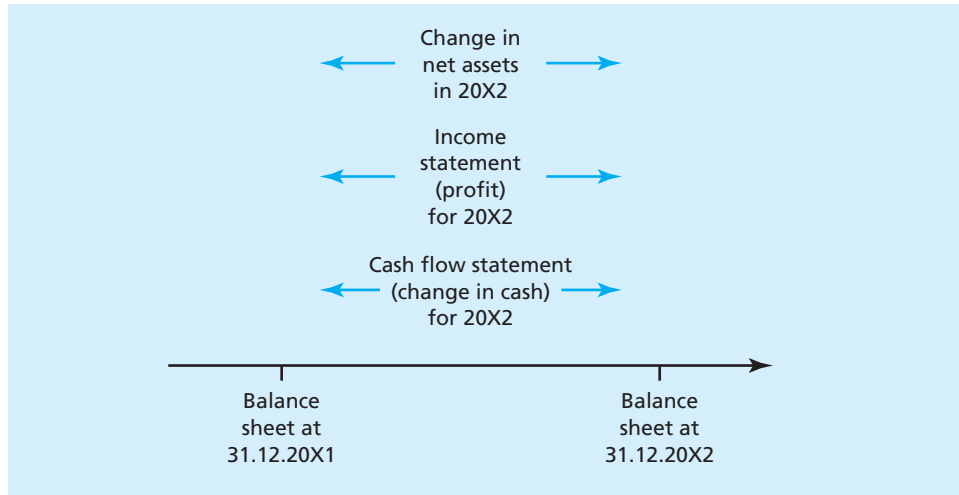 Change in
net assets
in 20X2
Income
statement
(profit)
for 20X2
Cash flow statement
(change in cash)
for 20X2
Balance
sheet at
31.12.20X1
Balance
sheet at
31.12.20X2